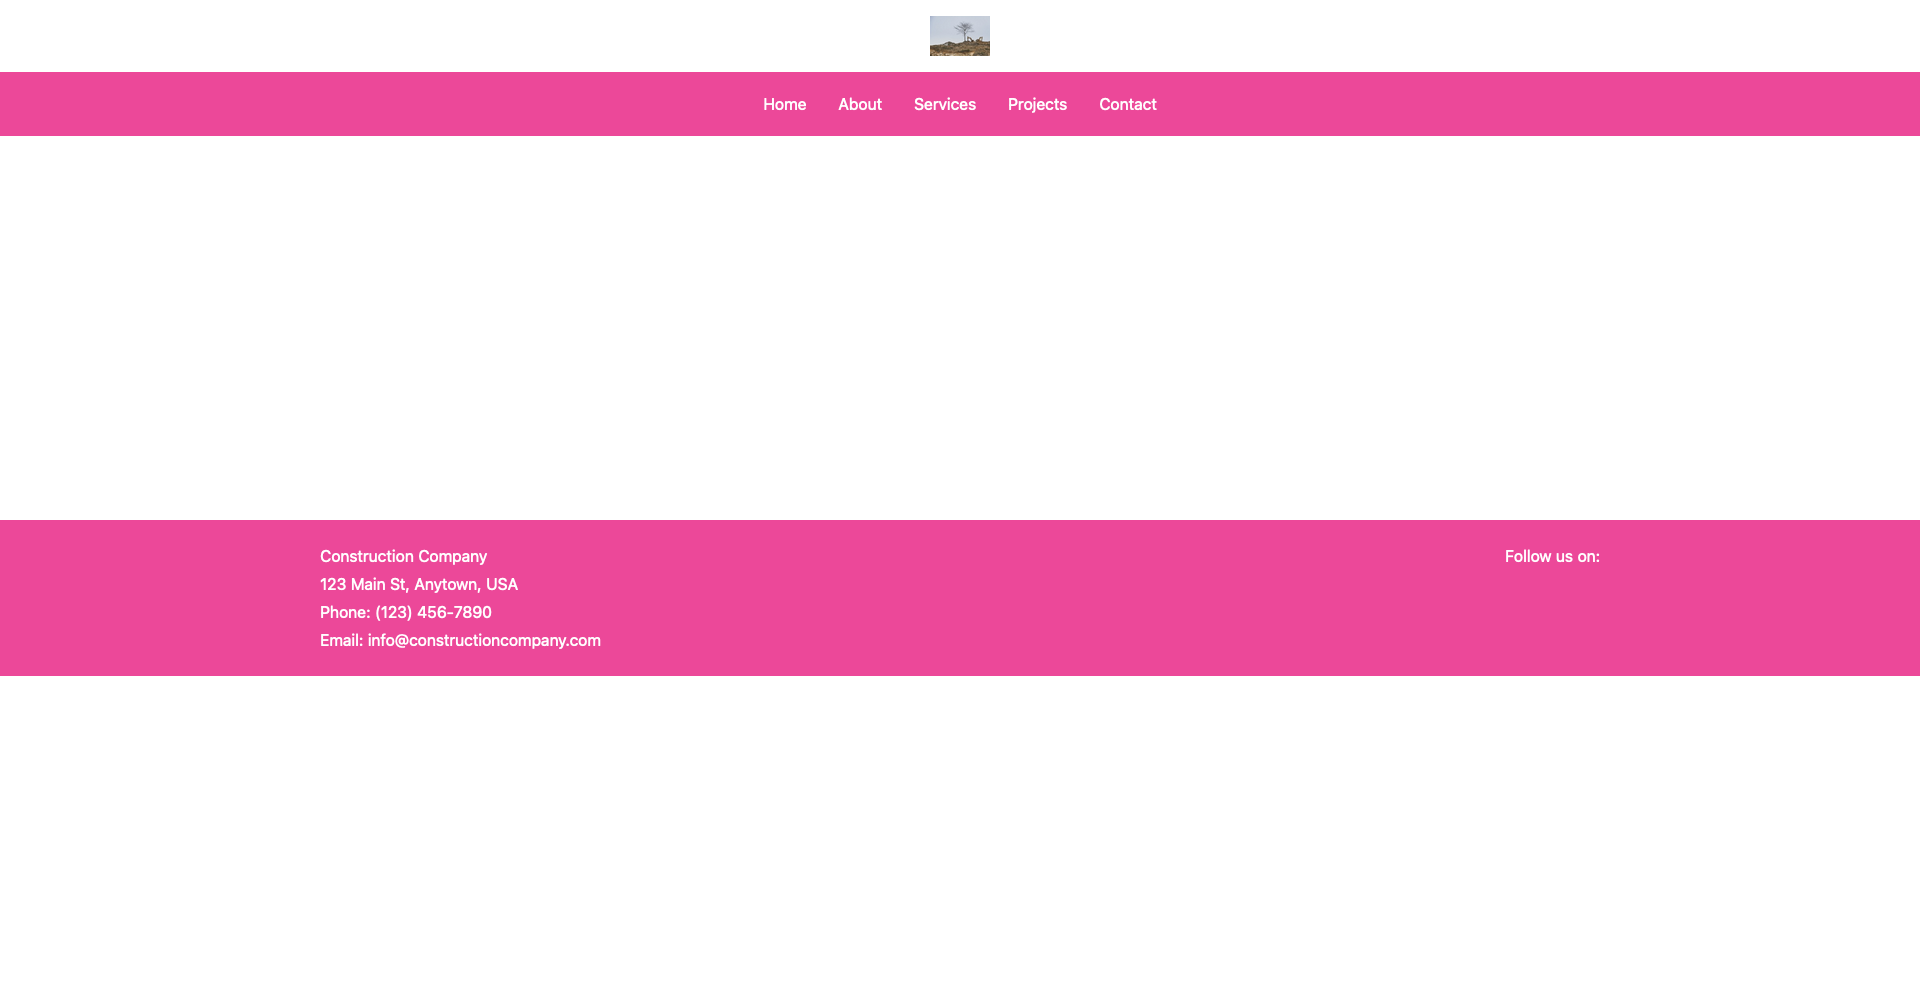 Home About Services Projects Contact
Construction Company
123 Main St, Anytown, USA
Phone: (123) 456-7890
Email: info@constructioncompany.com
Follow us on: